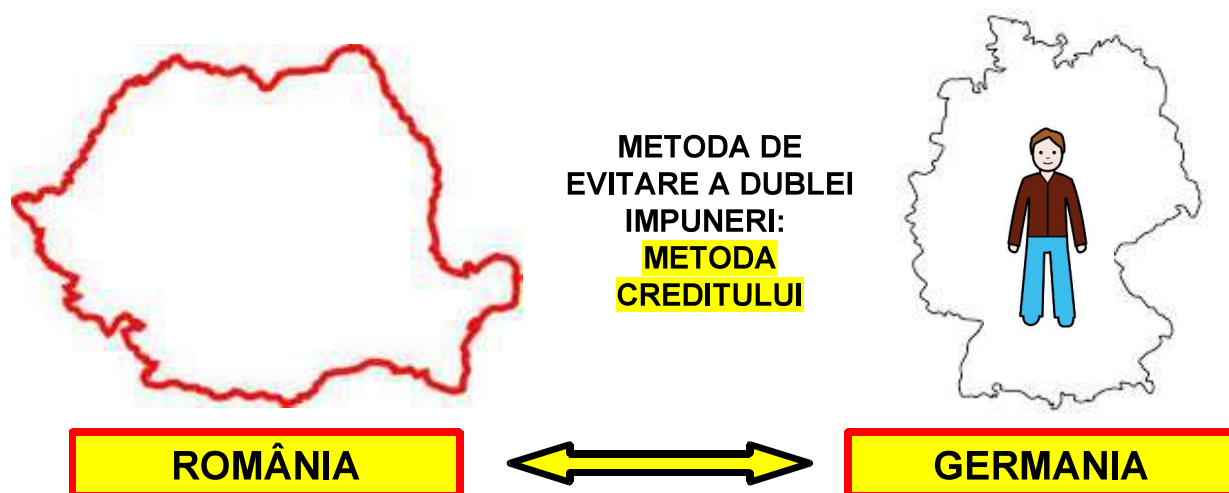 METODA DE
EVITARE A DUBLEI
IMPUNERI:
METODA
CREDITULUI
ROMÂNIA
GERMANIA